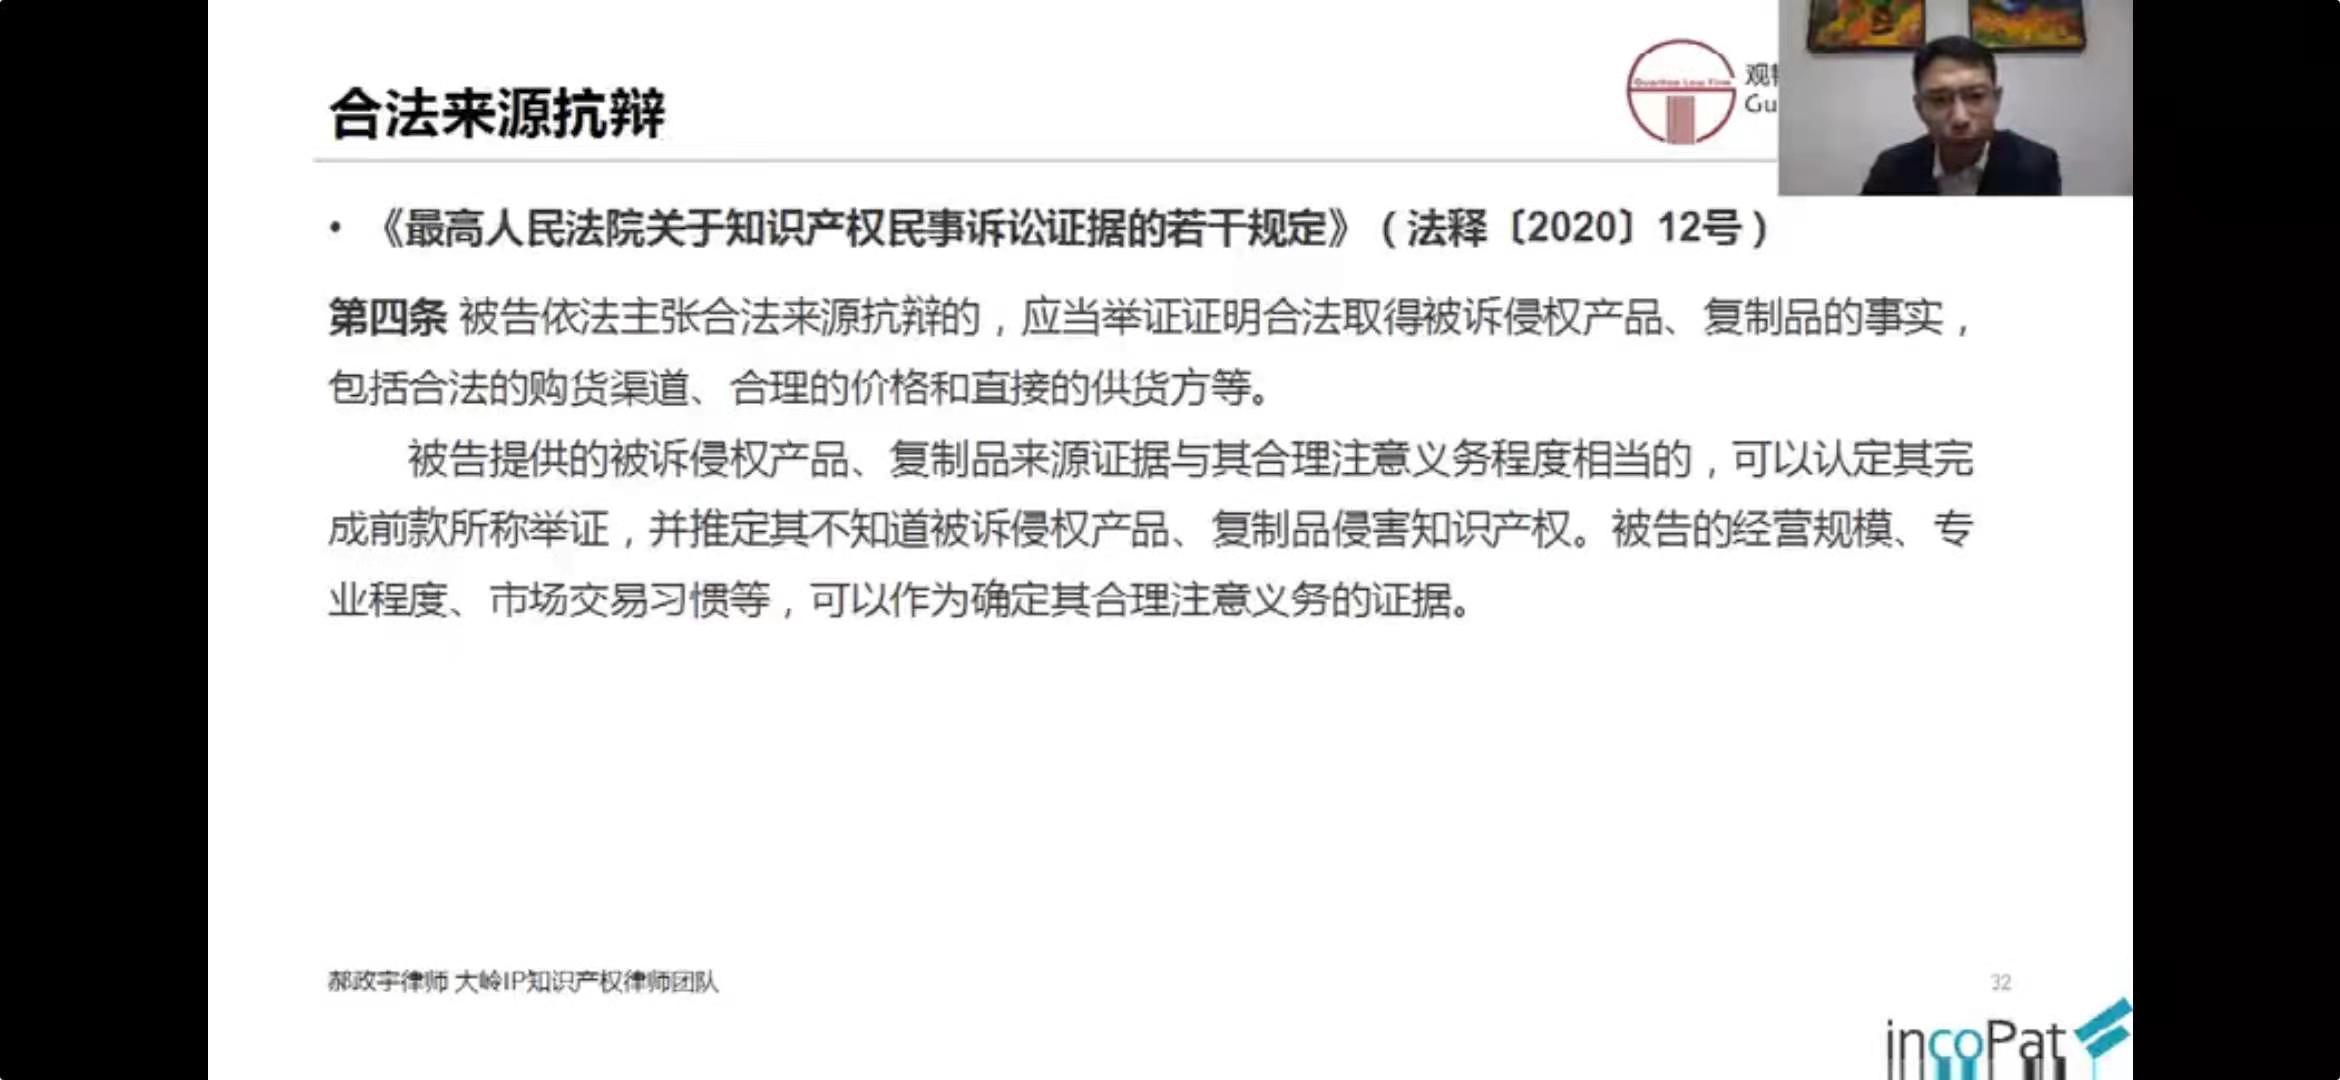 合法来源抗辩
Guantao Law Firm
观
Gu
• 《最高人民法院关于知识产权民事诉讼证据的若干规定》（法释〔2020〕12号）
第四条 被告依法主张合法来源抗辩的，应当举证证明合法取得被诉侵权产品、复制品的事实，
包括合法的购货渠道、合理的价格和直接的供货方等。
被告提供的被诉侵权产品、复制品来源证据与其合理注意义务程度相当的，可以认定其完
成前款所称举证，并推定其不知道被诉侵权产品、复制品侵害知识产权。被告的经营规模、专
业程度、市场交易习惯等，可以作为确定其合理注意义务的证据。
郝政宇律师 大岭IP知识产权律师团队
32
incoPat